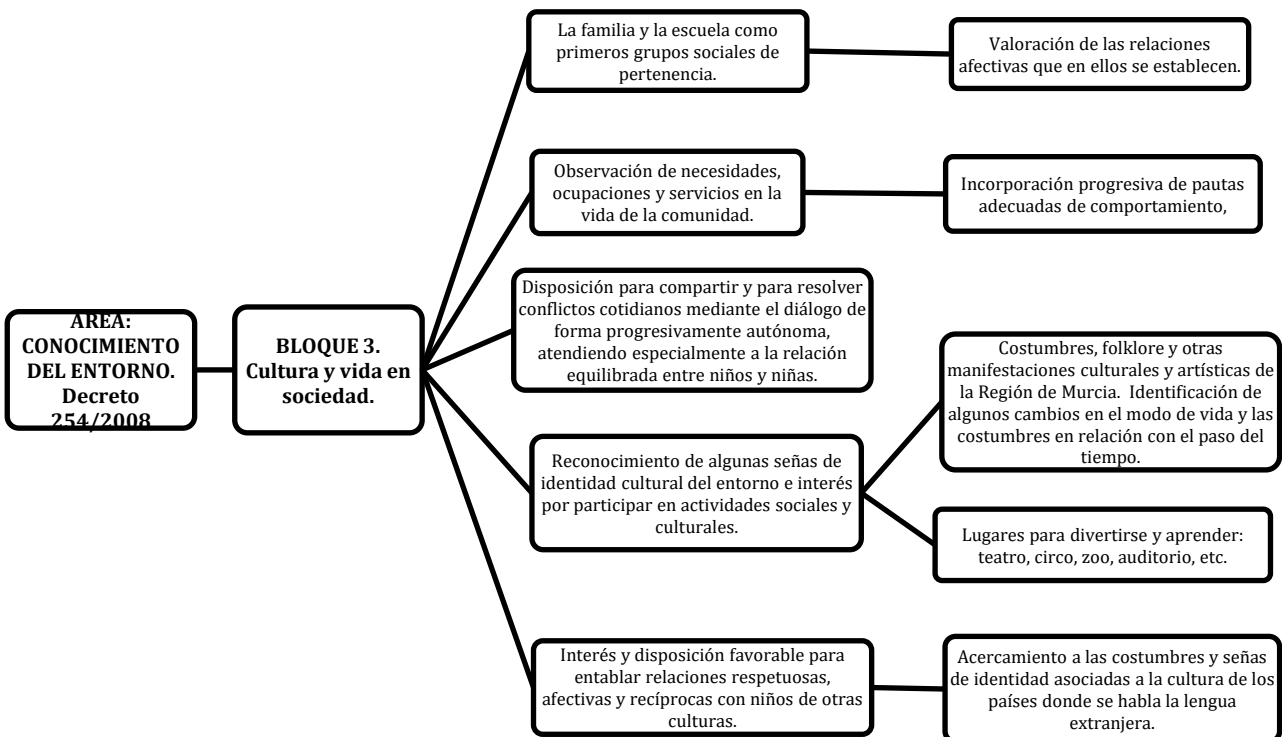 AREA:
CONOCIMIENTO
DEL ENTORNO.
Decreto
254/2008
BLOQUE 3.
Cultura y vida en
sociedad.
La familia y la escuela como
primeros grupos sociales de
pertenencia.
Valoración de las relaciones
afectivas que en ellos se establecen.
Observación de necesidades,
ocupaciones y servicios en la
vida de la comunidad.
Incorporación progresiva de pautas
adecuadas de comportamiento,
Disposición para compartir y para resolver
conflictos cotidianos mediante el diálogo de
forma progresivamente autónoma,
atendiendo especialmente a la relación
equilibrada entre niños y niñas.
Reconocimiento de algunas señas de
identidad cultural del entorno e interés
por participar en actividades sociales y
culturales.
Costumbres, folklore y otras
manifestaciones culturales y artísticas de
la Región de Murcia. Identificación de
algunos cambios en el modo de vida y las
costumbres en relación con el paso del
tiempo.
Lugares para divertirse y aprender:
teatro, circo, zoo, auditorio, etc.
Interés y disposición favorable para
entablar relaciones respetuosas,
afectivas y recíprocas con niños de otras
culturas.
Acercamiento a las costumbres y señas
de identidad asociadas a la cultura de los
países donde se habla la lengua
extranjera.